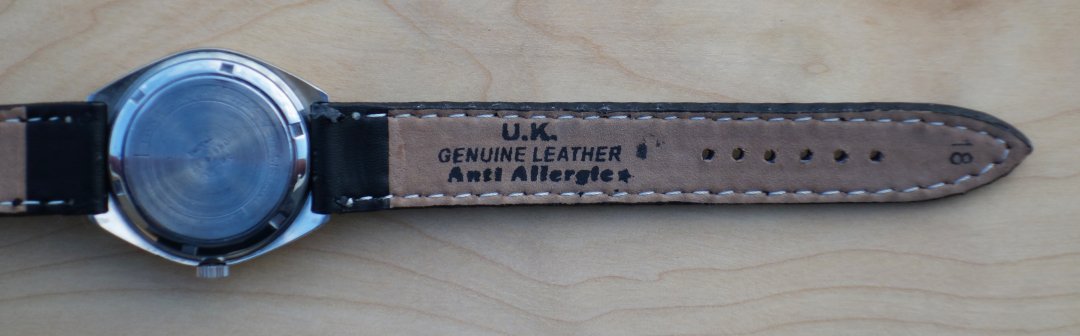 U.K.
GENUINE LEATHER
Anti Allergic★
18